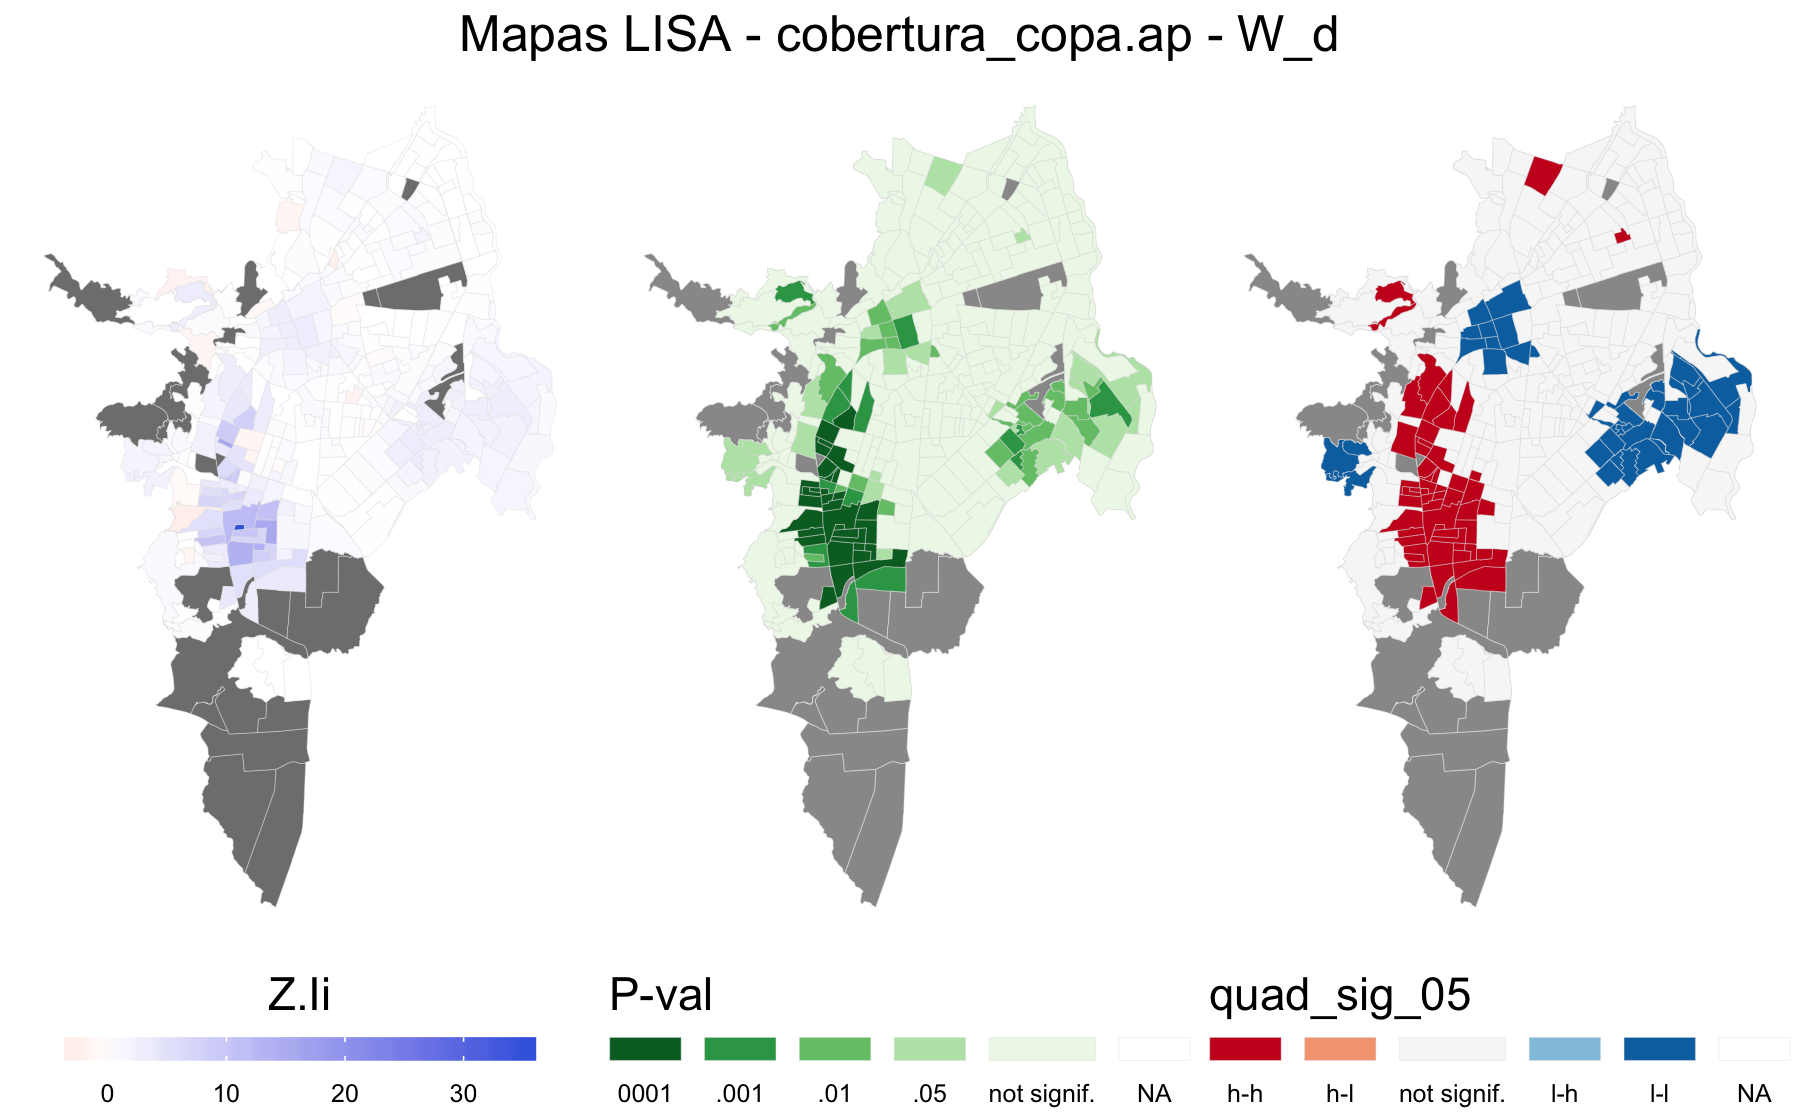 Mapas LISA - cobertura_copa.ap - W_d
Z.Ii
0 10 20 30
P-val
0001 .001 .01 .05 not signif. NA
quad_sig_05
h-h h-l not signif. l-h l-l NA